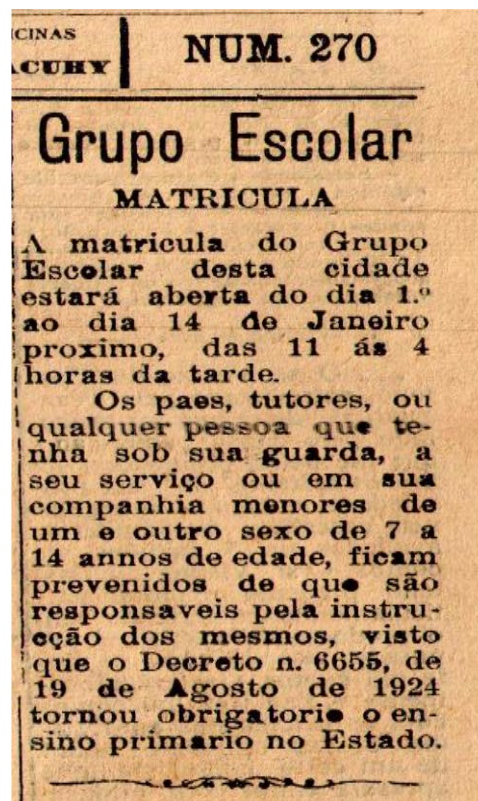 ICINAS
ACUHY
NUM. 270
Grupo Escolar
MATRICULA
A matricula do Grupo
Escolar desta cidade
estará aberta do dia 1.º
ao dia 14 de Janeiro
proximo, das 11 ás 4
horas da tarde.
Os paes, tutores, ou
qualquer pessoa que te-
nha sob sua guarda, a
seu serviço ou em sua
companhia menores de
um e outro sexo de 7 a
14 annos de edade, ficam
prevenidos de que são
responsaveis pela instru-
cção dos mesmos, visto
que o Decreto n. 6655, de
19 de Agosto de 1924
tornou obrigatorio o en-
sino primario no Estado.